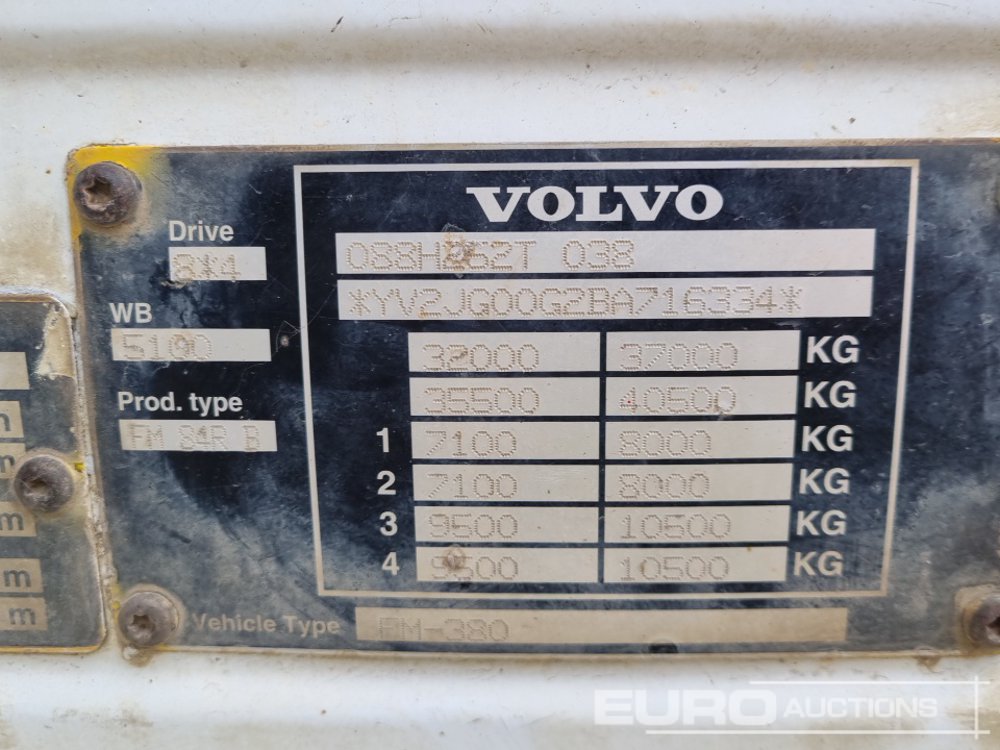 VOLVO
Drive
8*4
088H262T 038
*YV2JG00G2BA716334*
WB
5100
32000 37000 KG
35500 40500 KG
Prod. type
FM 84R B
1 7100 8000 KG
2 7100 8000 KG
3 9500 10500 KG
4 9500 10500 KG
Vehicle Type FM-380
n
n
m
m
m
EURO AUCTIONS